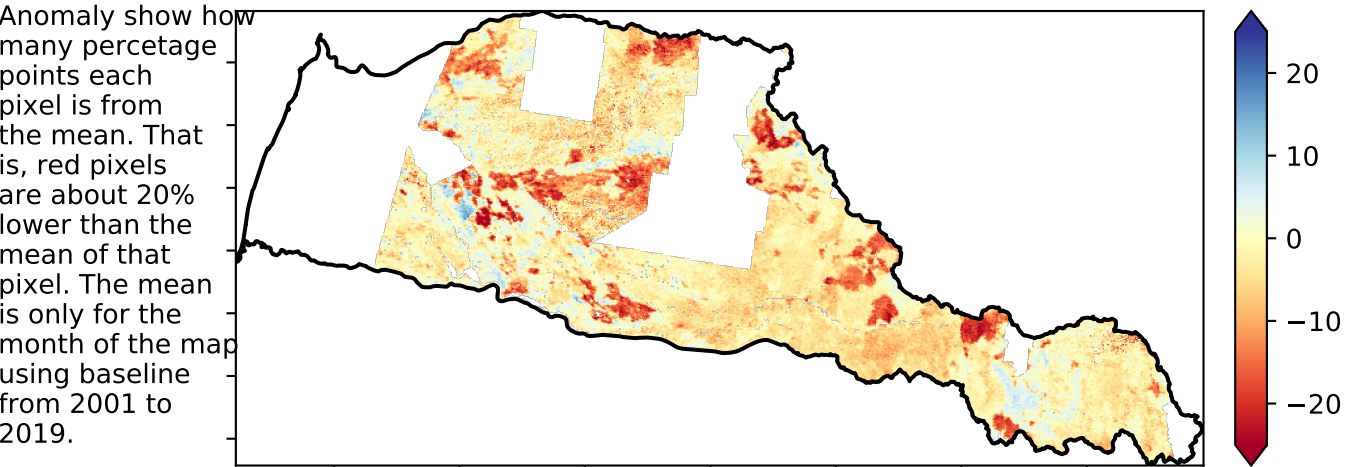 Anomaly show how
many percetage
points each
pixel is from
the mean. That
is, red pixels
are about 20%
lower than the
mean of that
pixel. The mean
is only for the
month of the map
using baseline
from 2001 to
2019.
20
10
0
−10
−20